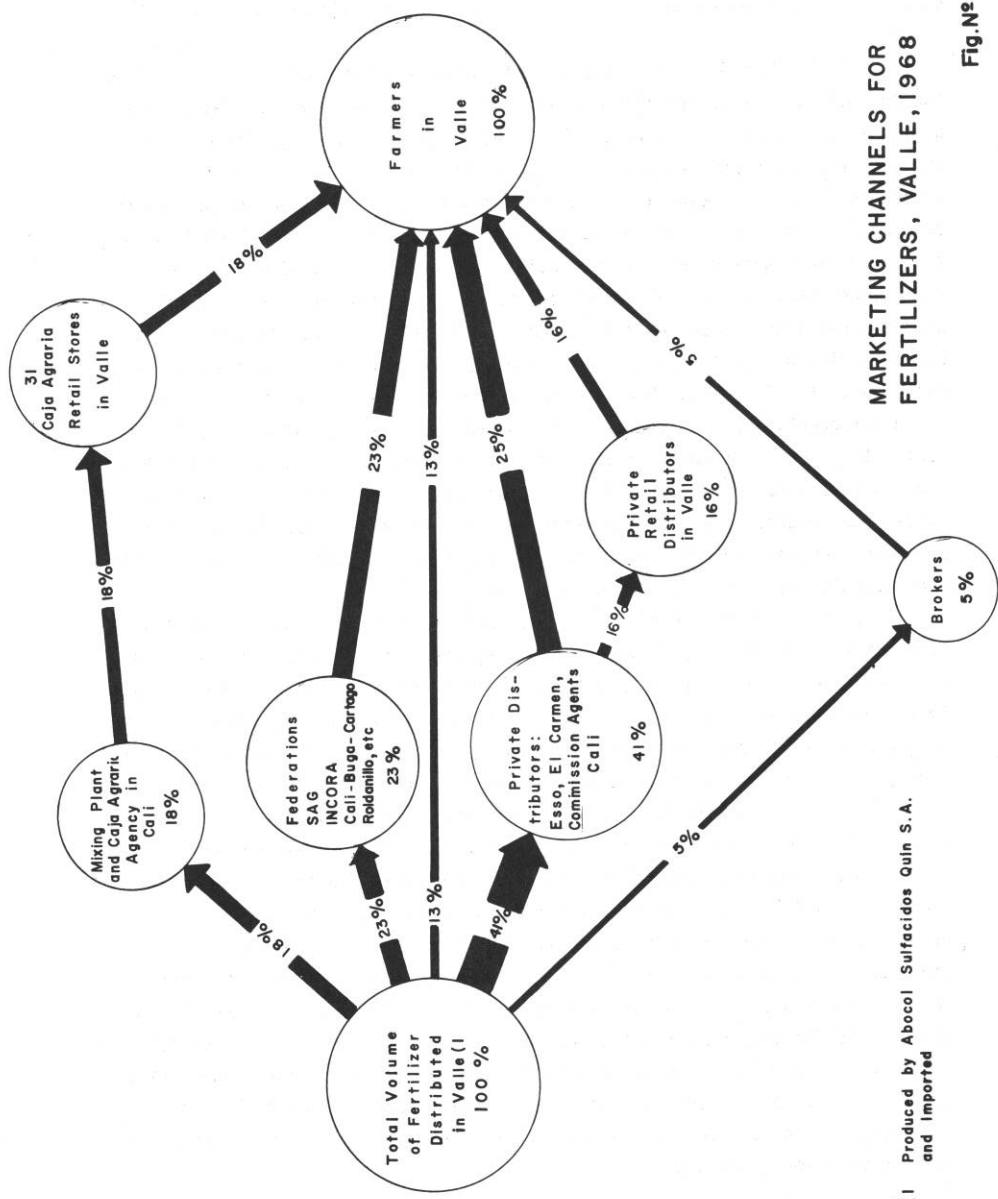 31
Caja Agraria
Retail Stores
in Valle
18%
18%
Mixing Plant
and Caja Agraria
Agency in
Cali
18%
18%
Farmers
in
Valle
100%
Federations
SAG
INCORA
Cali-Buga-Cartago
Roldanillo, etc
23%
23%
23%
13%
13%
Total Volume
of Fertilizer
Distributed
in Valle (1
100 %
41%
Private Dis-
tributors:
Esso, El Carmen,
Commission Agents
Cali
41%
25%
16%
Private
Retail
Distributors
in Valle
16%
16%
5%
Brokers
5%
5%
MARKETING CHANNELS FOR
FERTILIZERS, VALLE, 1968
Fig. Nº
1 Produced by Abocol Sulfacidos Quin S.A.
and Imported